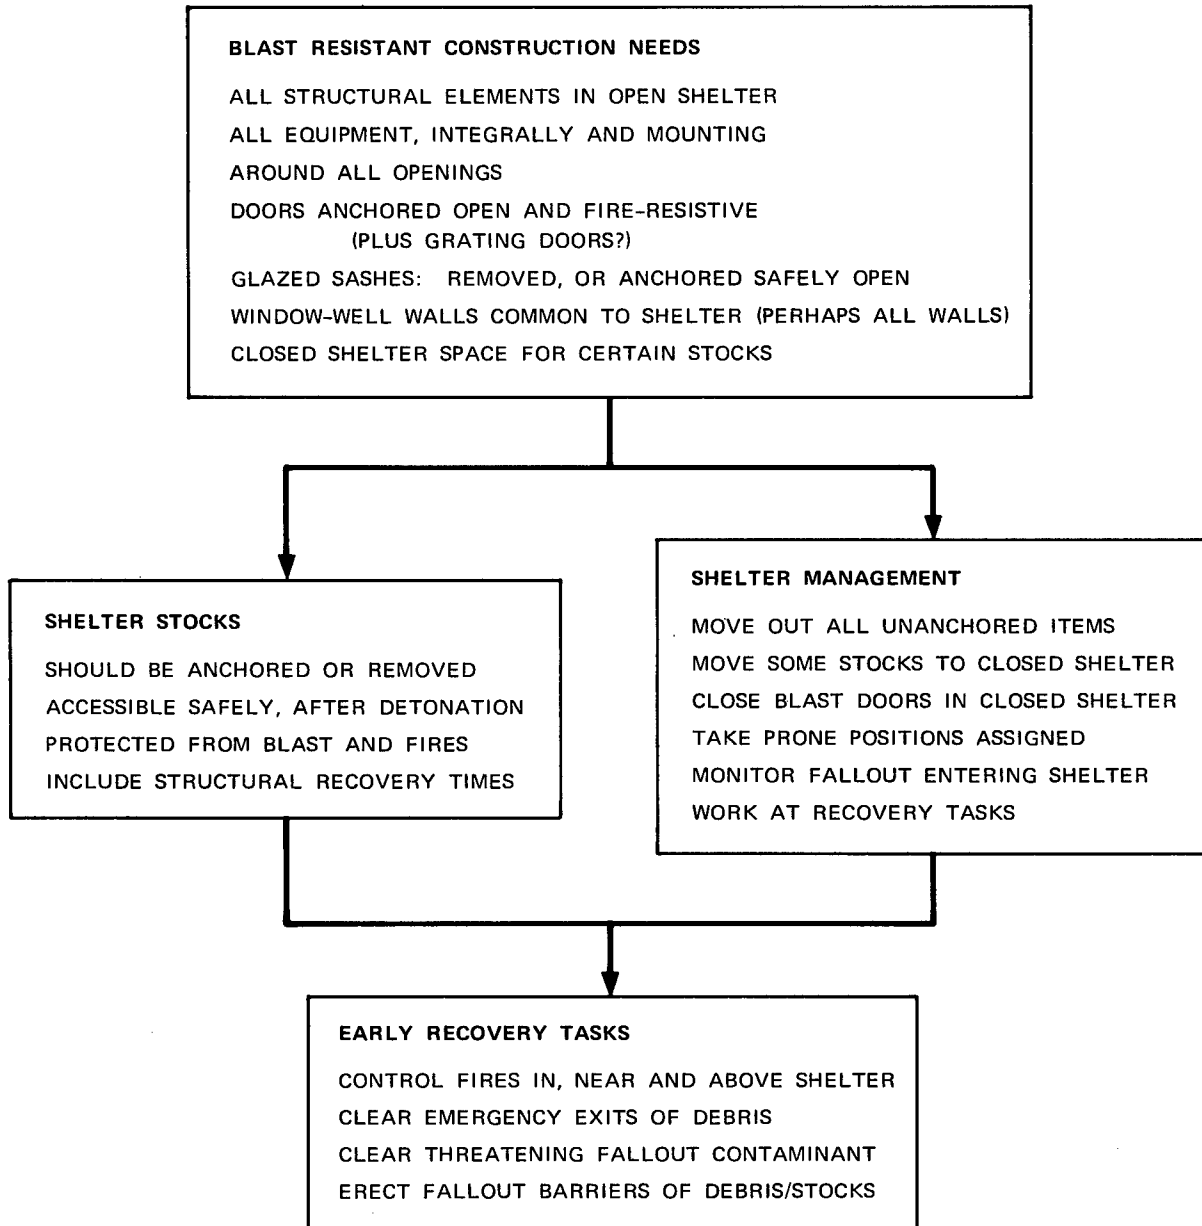 BLAST RESISTANT CONSTRUCTION NEEDS
ALL STRUCTURAL ELEMENTS IN OPEN SHELTER
ALL EQUIPMENT, INTEGRALLY AND MOUNTING
AROUND ALL OPENINGS
DOORS ANCHORED OPEN AND FIRE-RESISTIVE
(PLUS GRATING DOORS?)
GLAZED SASHES: REMOVED, OR ANCHORED SAFELY OPEN
WINDOW-WELL WALLS COMMON TO SHELTER (PERHAPS ALL WALLS)
CLOSED SHELTER SPACE FOR CERTAIN STOCKS
SHELTER STOCKS
SHOULD BE ANCHORED OR REMOVED
ACCESSIBLE SAFELY, AFTER DETONATION
PROTECTED FROM BLAST AND FIRES
INCLUDE STRUCTURAL RECOVERY TIMES
SHELTER MANAGEMENT
MOVE OUT ALL UNANCHORED ITEMS
MOVE SOME STOCKS TO CLOSED SHELTER
CLOSE BLAST DOORS IN CLOSED SHELTER
TAKE PRONE POSITIONS ASSIGNED
MONITOR FALLOUT ENTERING SHELTER
WORK AT RECOVERY TASKS
EARLY RECOVERY TASKS
CONTROL FIRES IN, NEAR AND ABOVE SHELTER
CLEAR EMERGENCY EXITS OF DEBRIS
CLEAR THREATENING FALLOUT CONTAMINANT
ERECT FALLOUT BARRIERS OF DEBRIS/STOCKS